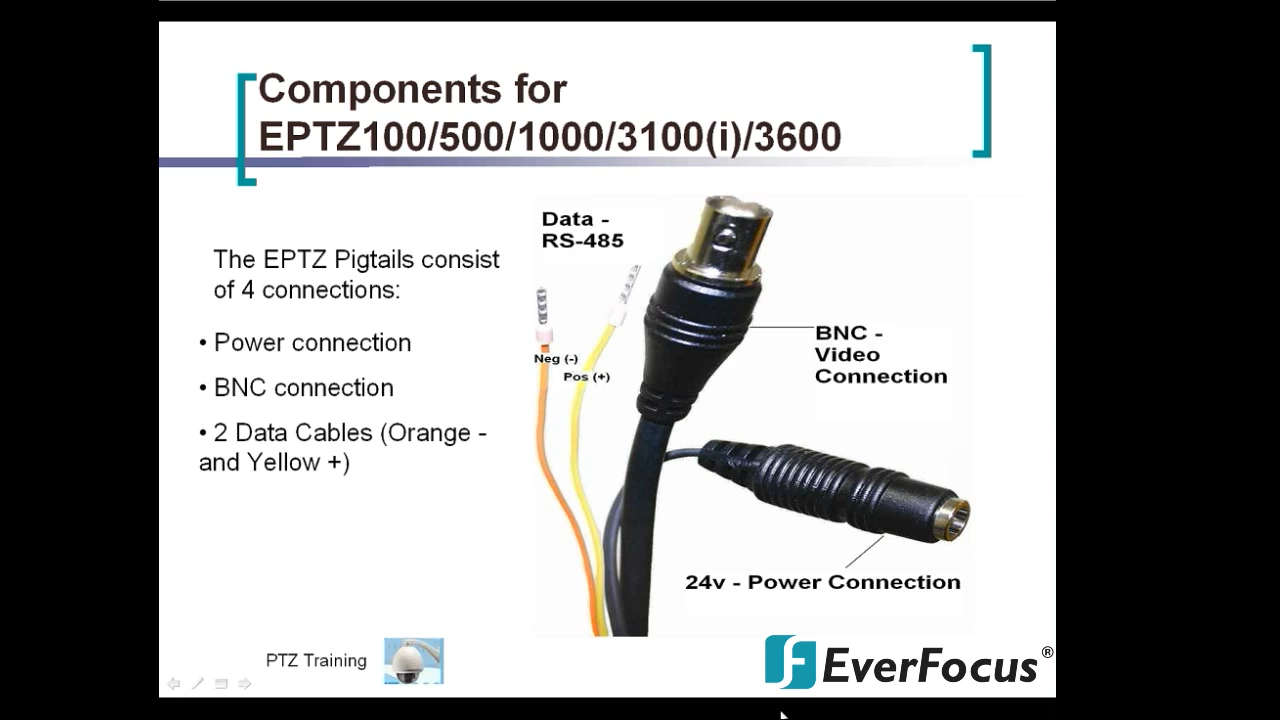 Components for
EPTZ100/500/1000/3100(i)/3600
The EPTZ Pigtails consist
of 4 connections:
• Power connection
• BNC connection
• 2 Data Cables (Orange -
and Yellow +)
Data -
RS-485
Neg (-)
Pos (+)
BNC -
Video
Connection
24v - Power Connection
PTZ Training
EverFocus®